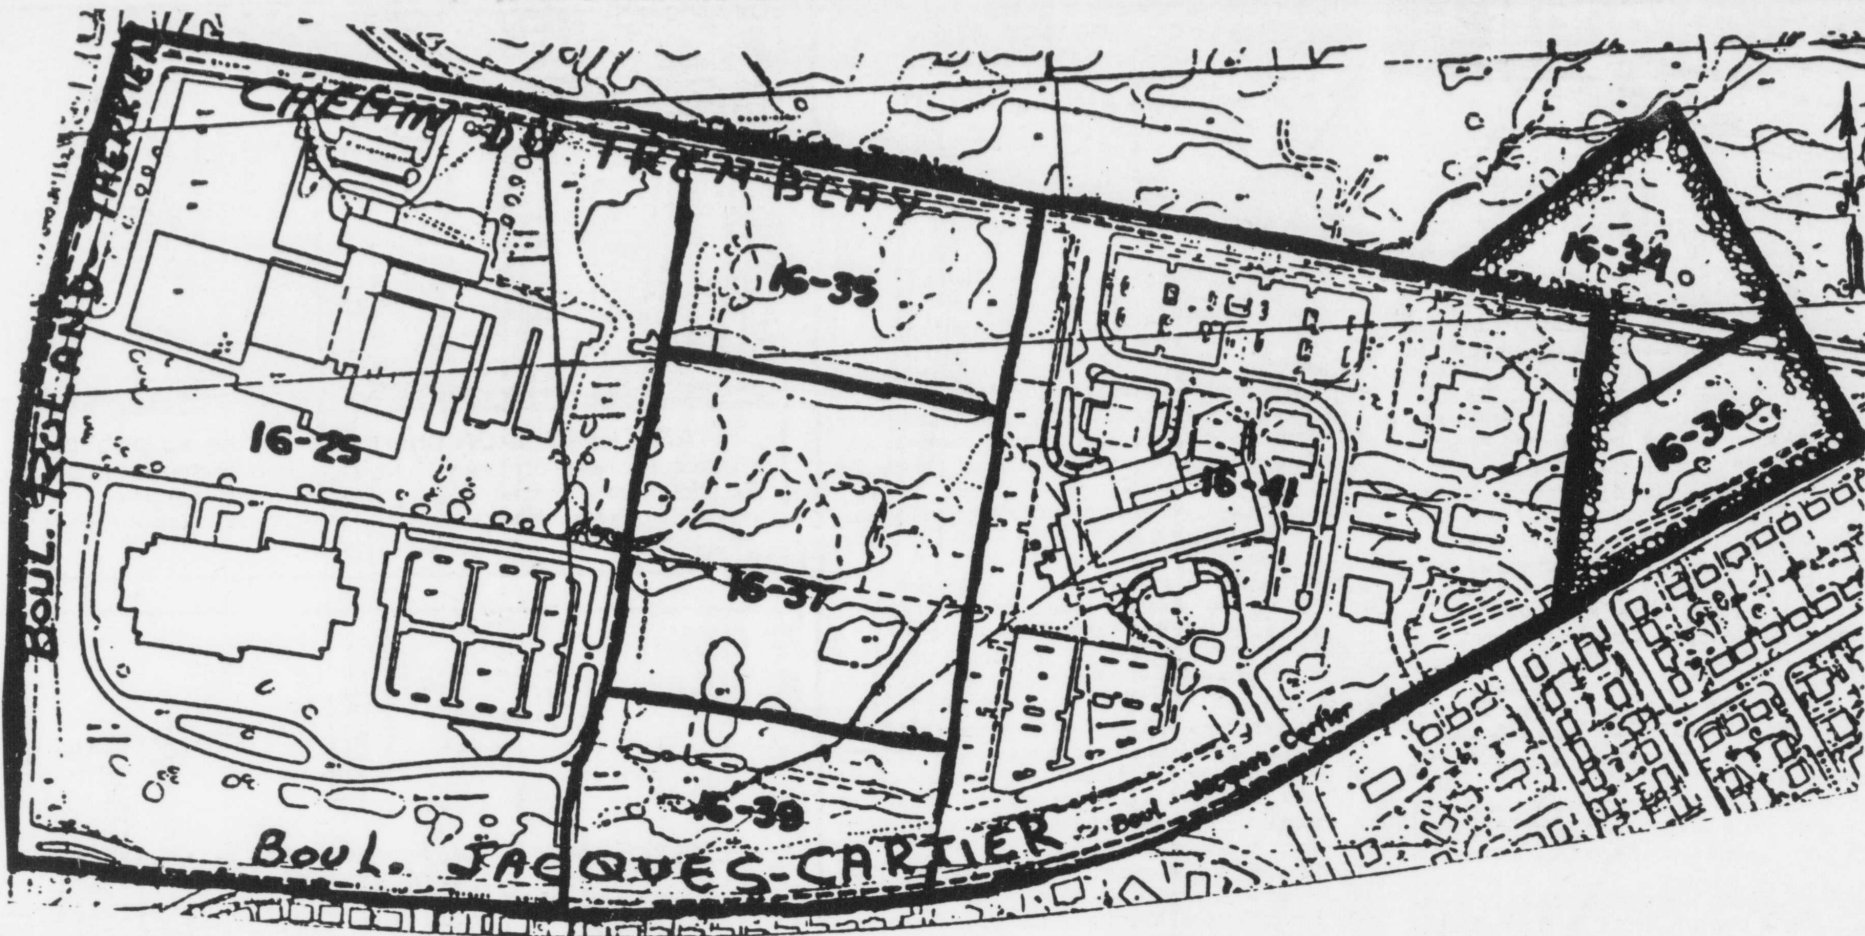 CHEMIN DU TREMBLAY
BOUL. ROLAND THERRIEN
16-34
16-35
16-36
16-25
16-41
16-37
16-39
Boul. Jacques-Cartier
BOUL. JACQUES-CARTIER